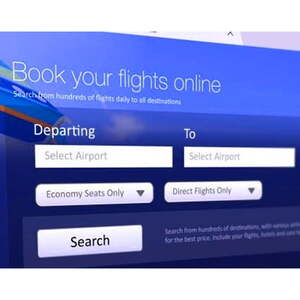 Book your flights online
Search from hundreds of flights daily to all destinations
Departing To
Select Airport Select Airport
Economy Seats Only Direct Flights Only
Search
Search from hundreds of destinations, with various
for the best price. Include your flights, hotels and